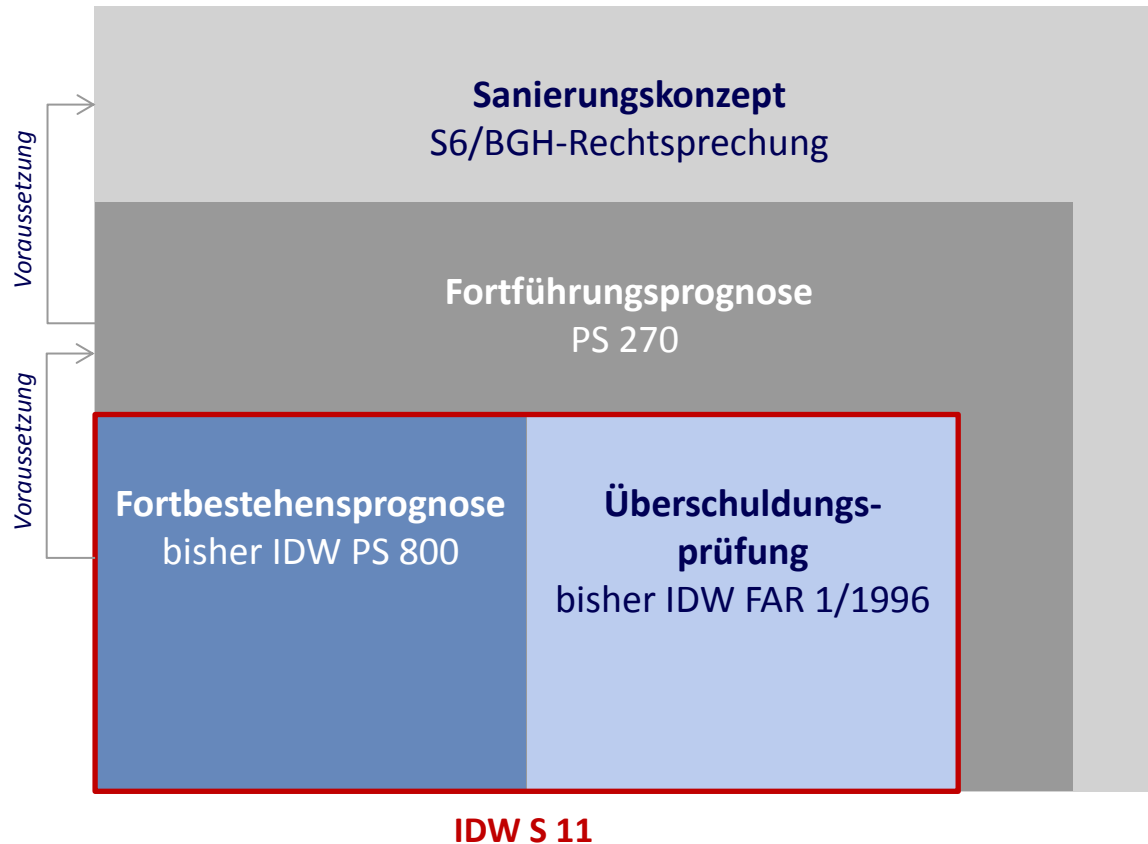 Sanierungskonzept
S6/BGH-Rechtsprechung
Voraussetzung
Fortführungsprognose
PS 270
Voraussetzung
Fortbestehensprognose
bisher IDW PS 800
Überschuldungs-
prüfung
bisher IDW FAR 1/1996
IDW S 11